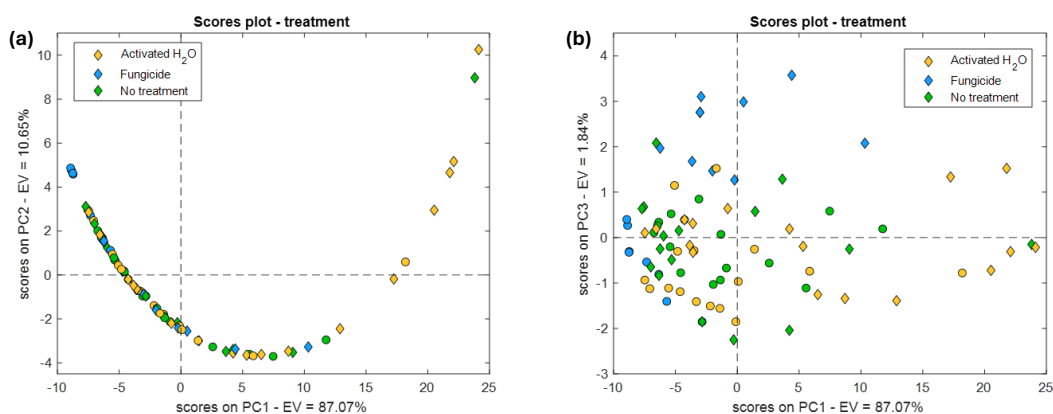 Scores plot - treatment
(a)
Activated H2O
Fungicide
No treatment
10
8
6
4
2
0
-2
-4
scores on PC2 - EV = 10.65%
-10
-5
0
5
10
15
20
25
scores on PC1 - EV = 87.07%
Scores plot - treatment
(b)
Activated H2O
Fungicide
No treatment
4
3
2
1
0
-1
-2
-3
scores on PC3 - EV = 1.84%
-10
-5
0
5
10
15
20
25
scores on PC1 - EV = 87.07%